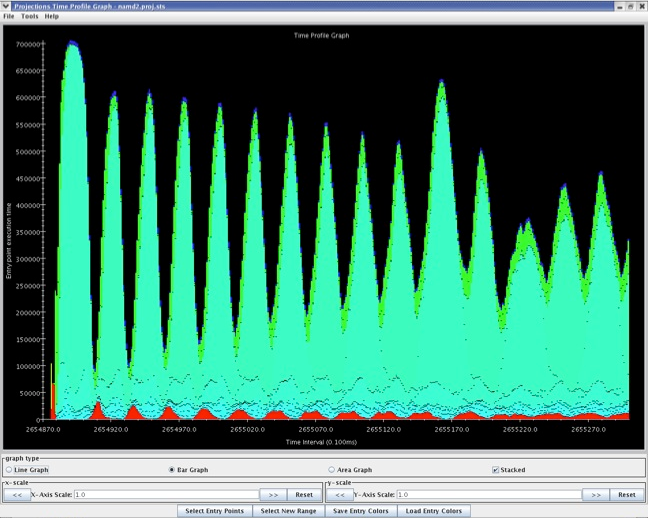 Projections Time Profile Graph - namd2.proj.sts
File Tools Help
Time Profile Graph
700000
650000
600000
550000
500000
450000
400000
350000
300000
250000
200000
150000
100000
50000
0
Entry point execution time
2654870.0 2654920.0 2654970.0 2655020.0 2655070.0 2655120.0 2655170.0 2655220.0 2655270.0
Time Interval (0.100ms)
graph type
Line Graph Bar Graph Area Graph Stacked
x-scale y-scale
<< X-Axis Scale: 1.0 >> Reset << Y-Axis Scale: 1.0 >> Reset
Select Entry Points Select New Range Save Entry Colors Load Entry Colors